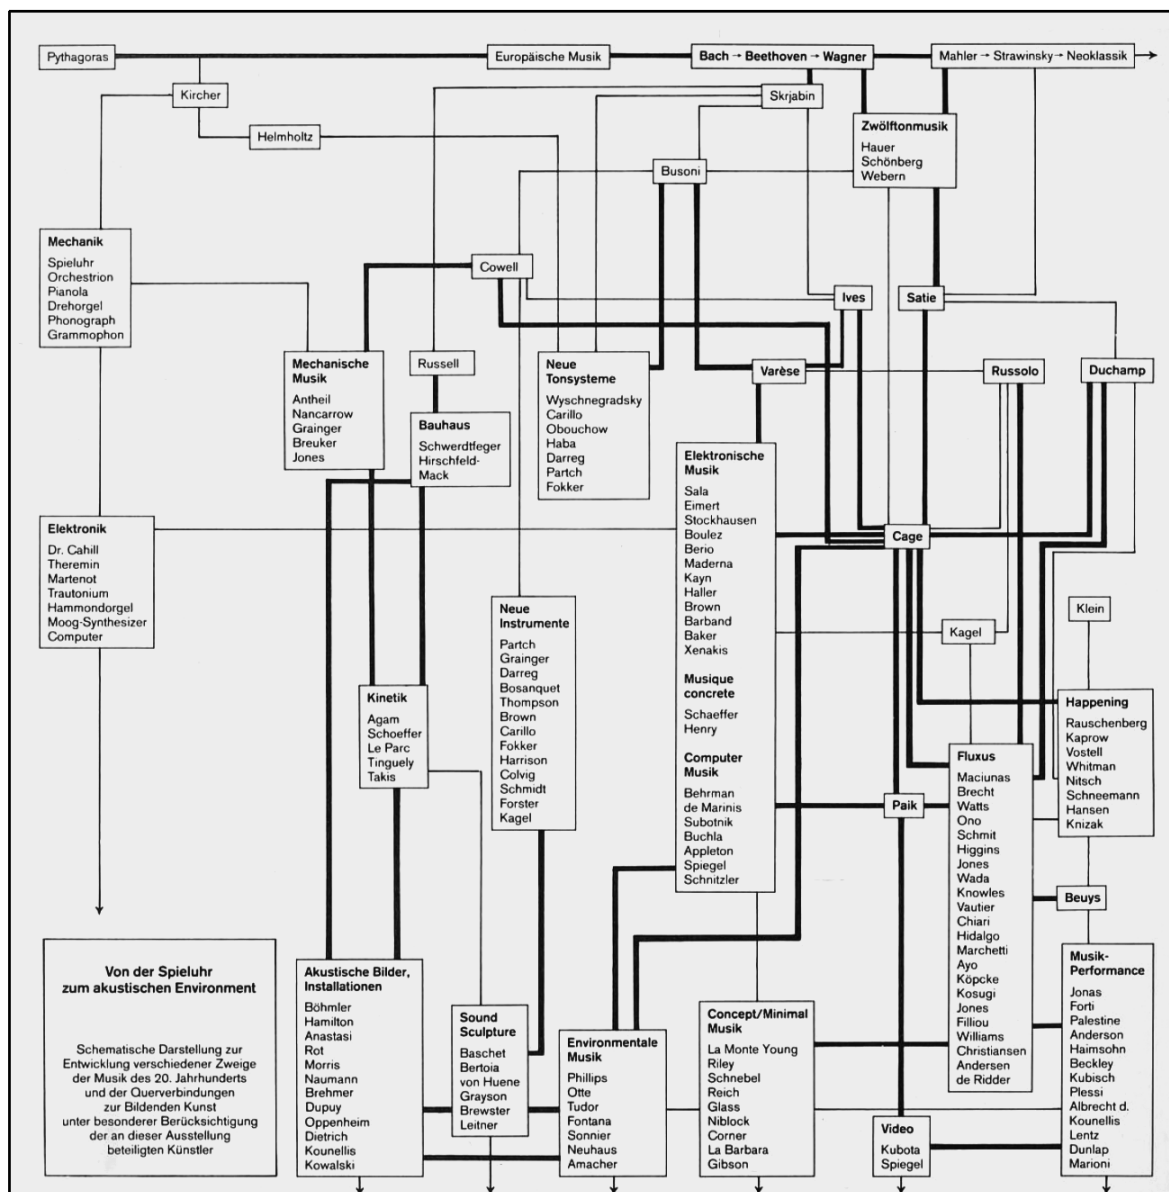 Pythagoras
Europäische Musik
Bach → Beethoven → Wagner
Mahler → Strawinsky → Neoklassik
Kircher
Skrjabin
Helmholtz
Zwölftonmusik
Hauer
Schönberg
Webern
Busoni
Mechanik
Spieluhr
Orchestrion
Pianola
Drehorgel
Phonograph
Grammophon
Cowell
Ives
Satie
Mechanische
Musik
Antheil
Nancarrow
Grainger
Breuker
Jones
Russell
Neue
Tonsysteme
Wyschnegradsky
Carillo
Obouchow
Haba
Darreg
Partch
Fokker
Varèse
Russolo
Duchamp
Bauhaus
Schwerdtfeger
Hirschfeld-
Mack
Elektronische
Musik
Sala
Eimert
Stockhausen
Boulez
Berio
Maderna
Kayn
Haller
Brown
Barband
Baker
Xenakis
Musique
concrete
Schaeffer
Henry
Computer
Musik
Behrman
de Marinis
Subotnik
Buchla
Appleton
Spiegel
Schnitzler
Elektronik
Dr. Cahill
Theremin
Martenot
Trautonium
Hammondorgel
Moog-Synthesizer
Computer
Cage
Neue
Instrumente
Partch
Grainger
Darreg
Bosanquet
Thompson
Brown
Carillo
Fokker
Harrison
Colvig
Schmidt
Forster
Kagel
Kagel
Klein
Kinetik
Agam
Schoeffer
Le Parc
Tinguely
Takis
Happening
Rauschenberg
Kaprow
Vostell
Whitman
Nitsch
Schneemann
Hansen
Knizak
Fluxus
Maciunas
Brecht
Watts
Ono
Schmit
Higgins
Jones
Wada
Knowles
Vautier
Chiari
Hidalgo
Marchetti
Ayo
Köpcke
Kosugi
Jones
Filliou
Williams
Christiansen
Andersen
de Ridder
Paik
Beuys
Von der Spieluhr
zum akustischen Environment
Schematische Darstellung zur
Entwicklung verschiedener Zweige
der Musik des 20. Jahrhunderts
und der Querverbindungen
zur Bildenden Kunst
unter besonderer Berücksichtigung
der an dieser Ausstellung
beteiligten Künstler
Akustische Bilder,
Installationen
Böhmler
Hamilton
Anastasi
Rot
Morris
Naumann
Brehmer
Dupuy
Oppenheim
Dietrich
Kounellis
Kowalski
Sound
Sculpture
Baschet
Bertoia
von Huene
Grayson
Brewster
Leitner
Environmentale
Musik
Phillips
Otte
Tudor
Fontana
Sonnier
Neuhaus
Amacher
Concept/Minimal
Musik
La Monte Young
Riley
Schnebel
Reich
Glass
Niblock
Corner
La Barbara
Gibson
Video
Kubota
Spiegel
Musik-
Performance
Jonas
Forti
Palestine
Anderson
Haimsohn
Beckley
Kubisch
Plessi
Albrecht d.
Kounellis
Lentz
Dunlap
Marioni